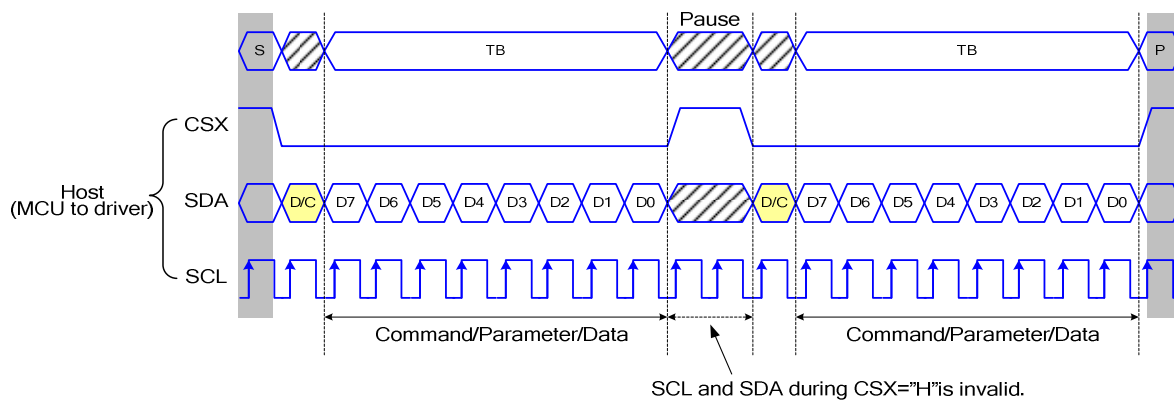 Pause
S TB TB P
CSX
Host
(MCU to driver)
SDA D/C D7 D6 D5 D4 D3 D2 D1 D0 D/C D7 D6 D5 D4 D3 D2 D1 D0
SCL
Command/Parameter/Data Command/Parameter/Data
SCL and SDA during CSX="H"is invalid.